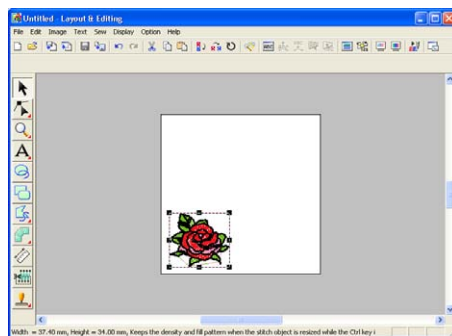 Untitled - Layout & Editing
File Edit Image Text Sew Display Option Help
A
Width = 37.40 mm, Height = 34.00 mm, Keeps the density and fill pattern when the stitch object is resized while the Ctrl key i